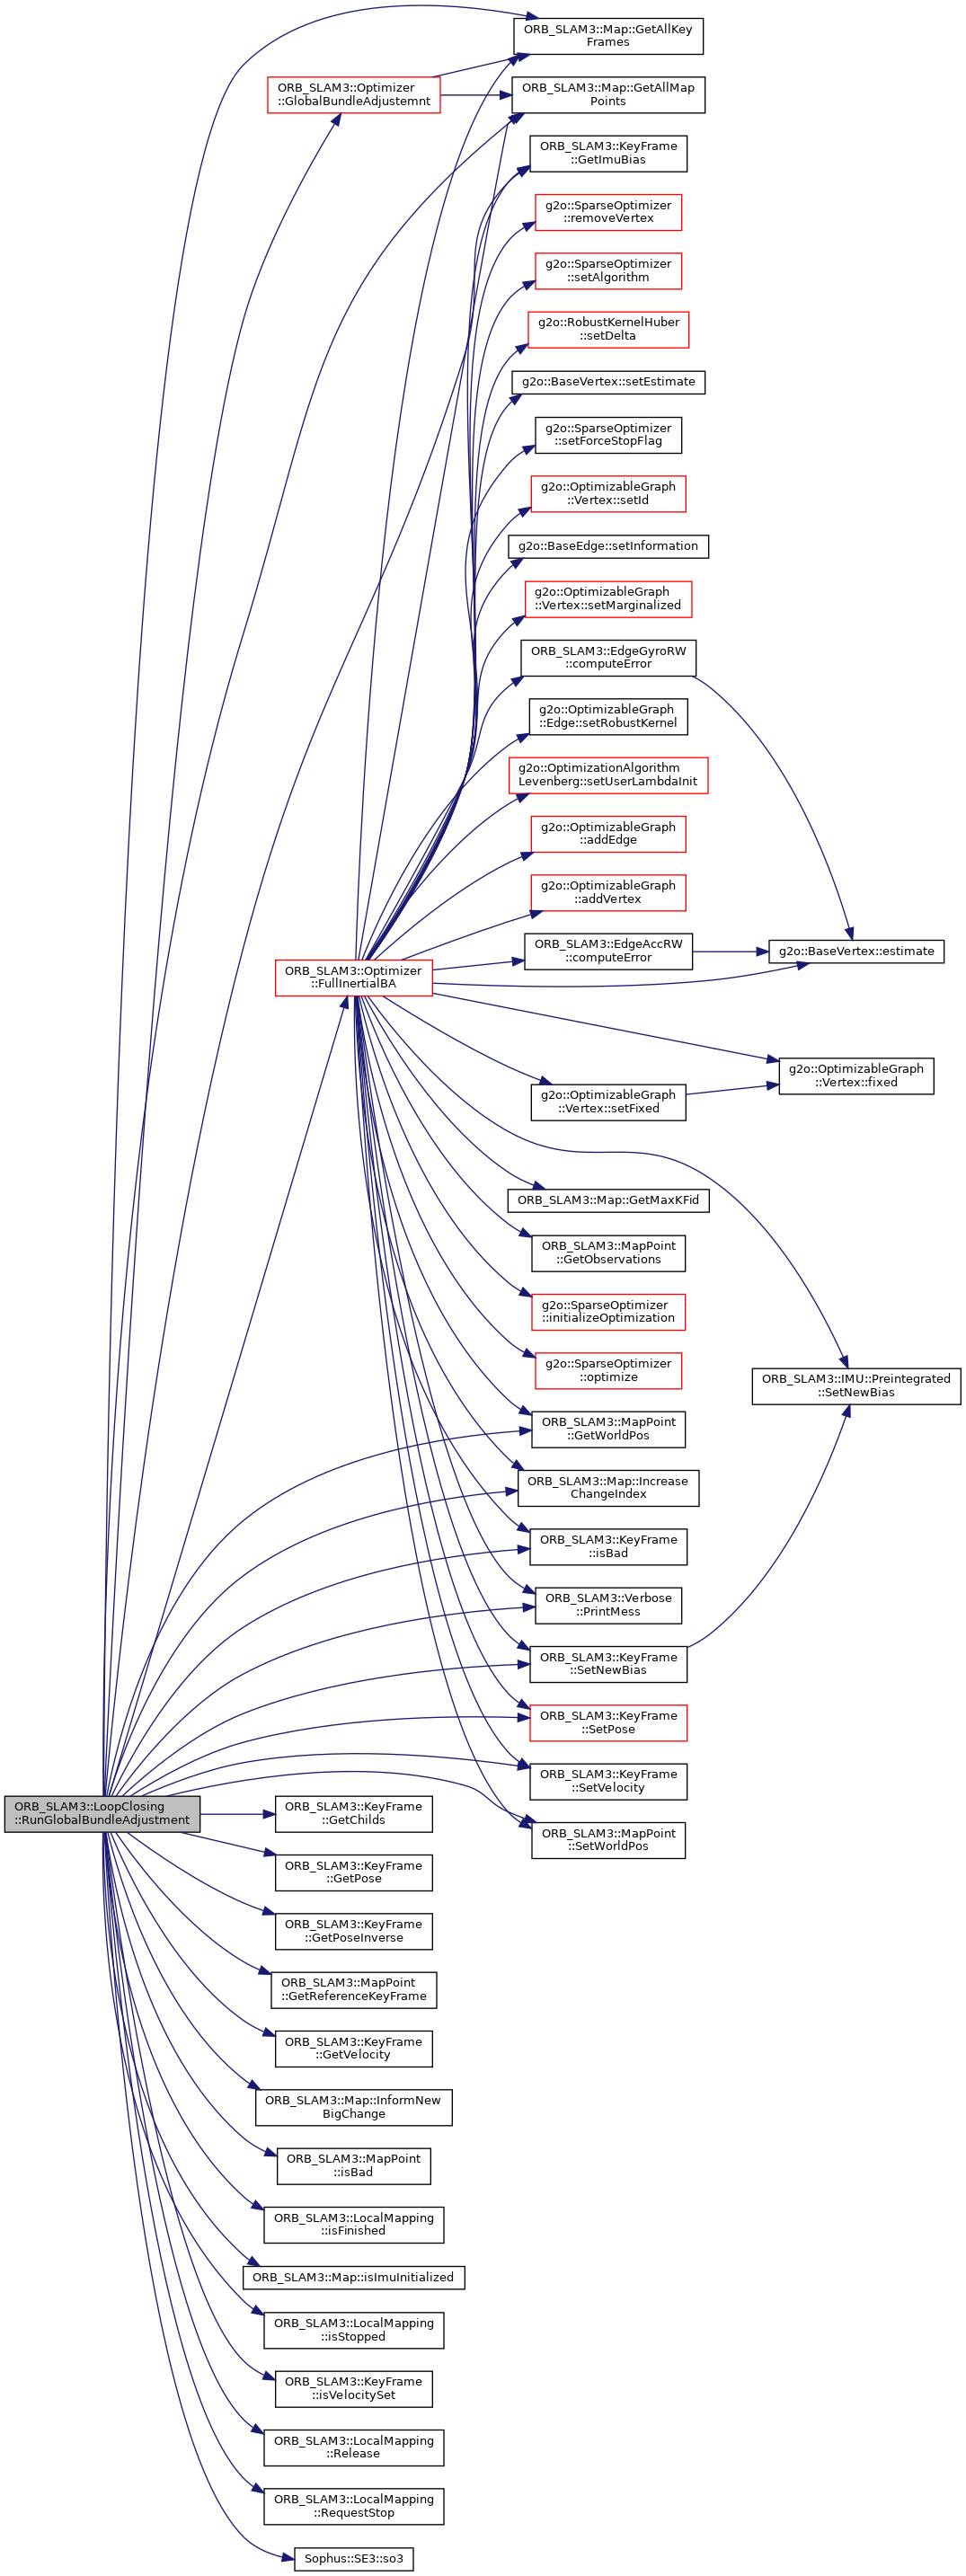 ORB_SLAM3::Map::GetAllKey
Frames
ORB_SLAM3::Optimizer
::GlobalBundleAdjustemnt
ORB_SLAM3::Map::GetAllMap
Points
ORB_SLAM3::KeyFrame
::GetImuBias
g2o::SparseOptimizer
::removeVertex
g2o::SparseOptimizer
::setAlgorithm
g2o::RobustKernelHuber
::setDelta
g2o::BaseVertex::setEstimate
g2o::SparseOptimizer
::setForceStopFlag
g2o::OptimizableGraph
::Vertex::setId
g2o::BaseEdge::setInformation
g2o::OptimizableGraph
::Vertex::setMarginalized
ORB_SLAM3::EdgeGyroRW
::computeError
g2o::OptimizableGraph
::Edge::setRobustKernel
g2o::OptimizationAlgorithm
Levenberg::setUserLambdaInit
g2o::OptimizableGraph
::addEdge
g2o::OptimizableGraph
::addVertex
ORB_SLAM3::EdgeAccRW
::computeError
g2o::BaseVertex::estimate
ORB_SLAM3::Optimizer
::FullInertialBA
g2o::OptimizableGraph
::Vertex::fixed
g2o::OptimizableGraph
::Vertex::setFixed
ORB_SLAM3::Map::GetMaxKFid
ORB_SLAM3::MapPoint
::GetObservations
g2o::SparseOptimizer
::initializeOptimization
g2o::SparseOptimizer
::optimize
ORB_SLAM3::IMU::Preintegrated
::SetNewBias
ORB_SLAM3::MapPoint
::GetWorldPos
ORB_SLAM3::Map::Increase
ChangeIndex
ORB_SLAM3::KeyFrame
::isBad
ORB_SLAM3::Verbose
::PrintMess
ORB_SLAM3::KeyFrame
::SetNewBias
ORB_SLAM3::KeyFrame
::SetPose
ORB_SLAM3::KeyFrame
::SetVelocity
ORB_SLAM3::MapPoint
::SetWorldPos
ORB_SLAM3::LoopClosing
::RunGlobalBundleAdjustment
ORB_SLAM3::KeyFrame
::GetChilds
ORB_SLAM3::KeyFrame
::GetPose
ORB_SLAM3::KeyFrame
::GetPoseInverse
ORB_SLAM3::MapPoint
::GetReferenceKeyFrame
ORB_SLAM3::KeyFrame
::GetVelocity
ORB_SLAM3::Map::InformNew
BigChange
ORB_SLAM3::MapPoint
::isBad
ORB_SLAM3::LocalMapping
::isFinished
ORB_SLAM3::Map::isImuInitialized
ORB_SLAM3::LocalMapping
::isStopped
ORB_SLAM3::KeyFrame
::isVelocitySet
ORB_SLAM3::LocalMapping
::Release
ORB_SLAM3::LocalMapping
::RequestStop
Sophus::SE3::so3